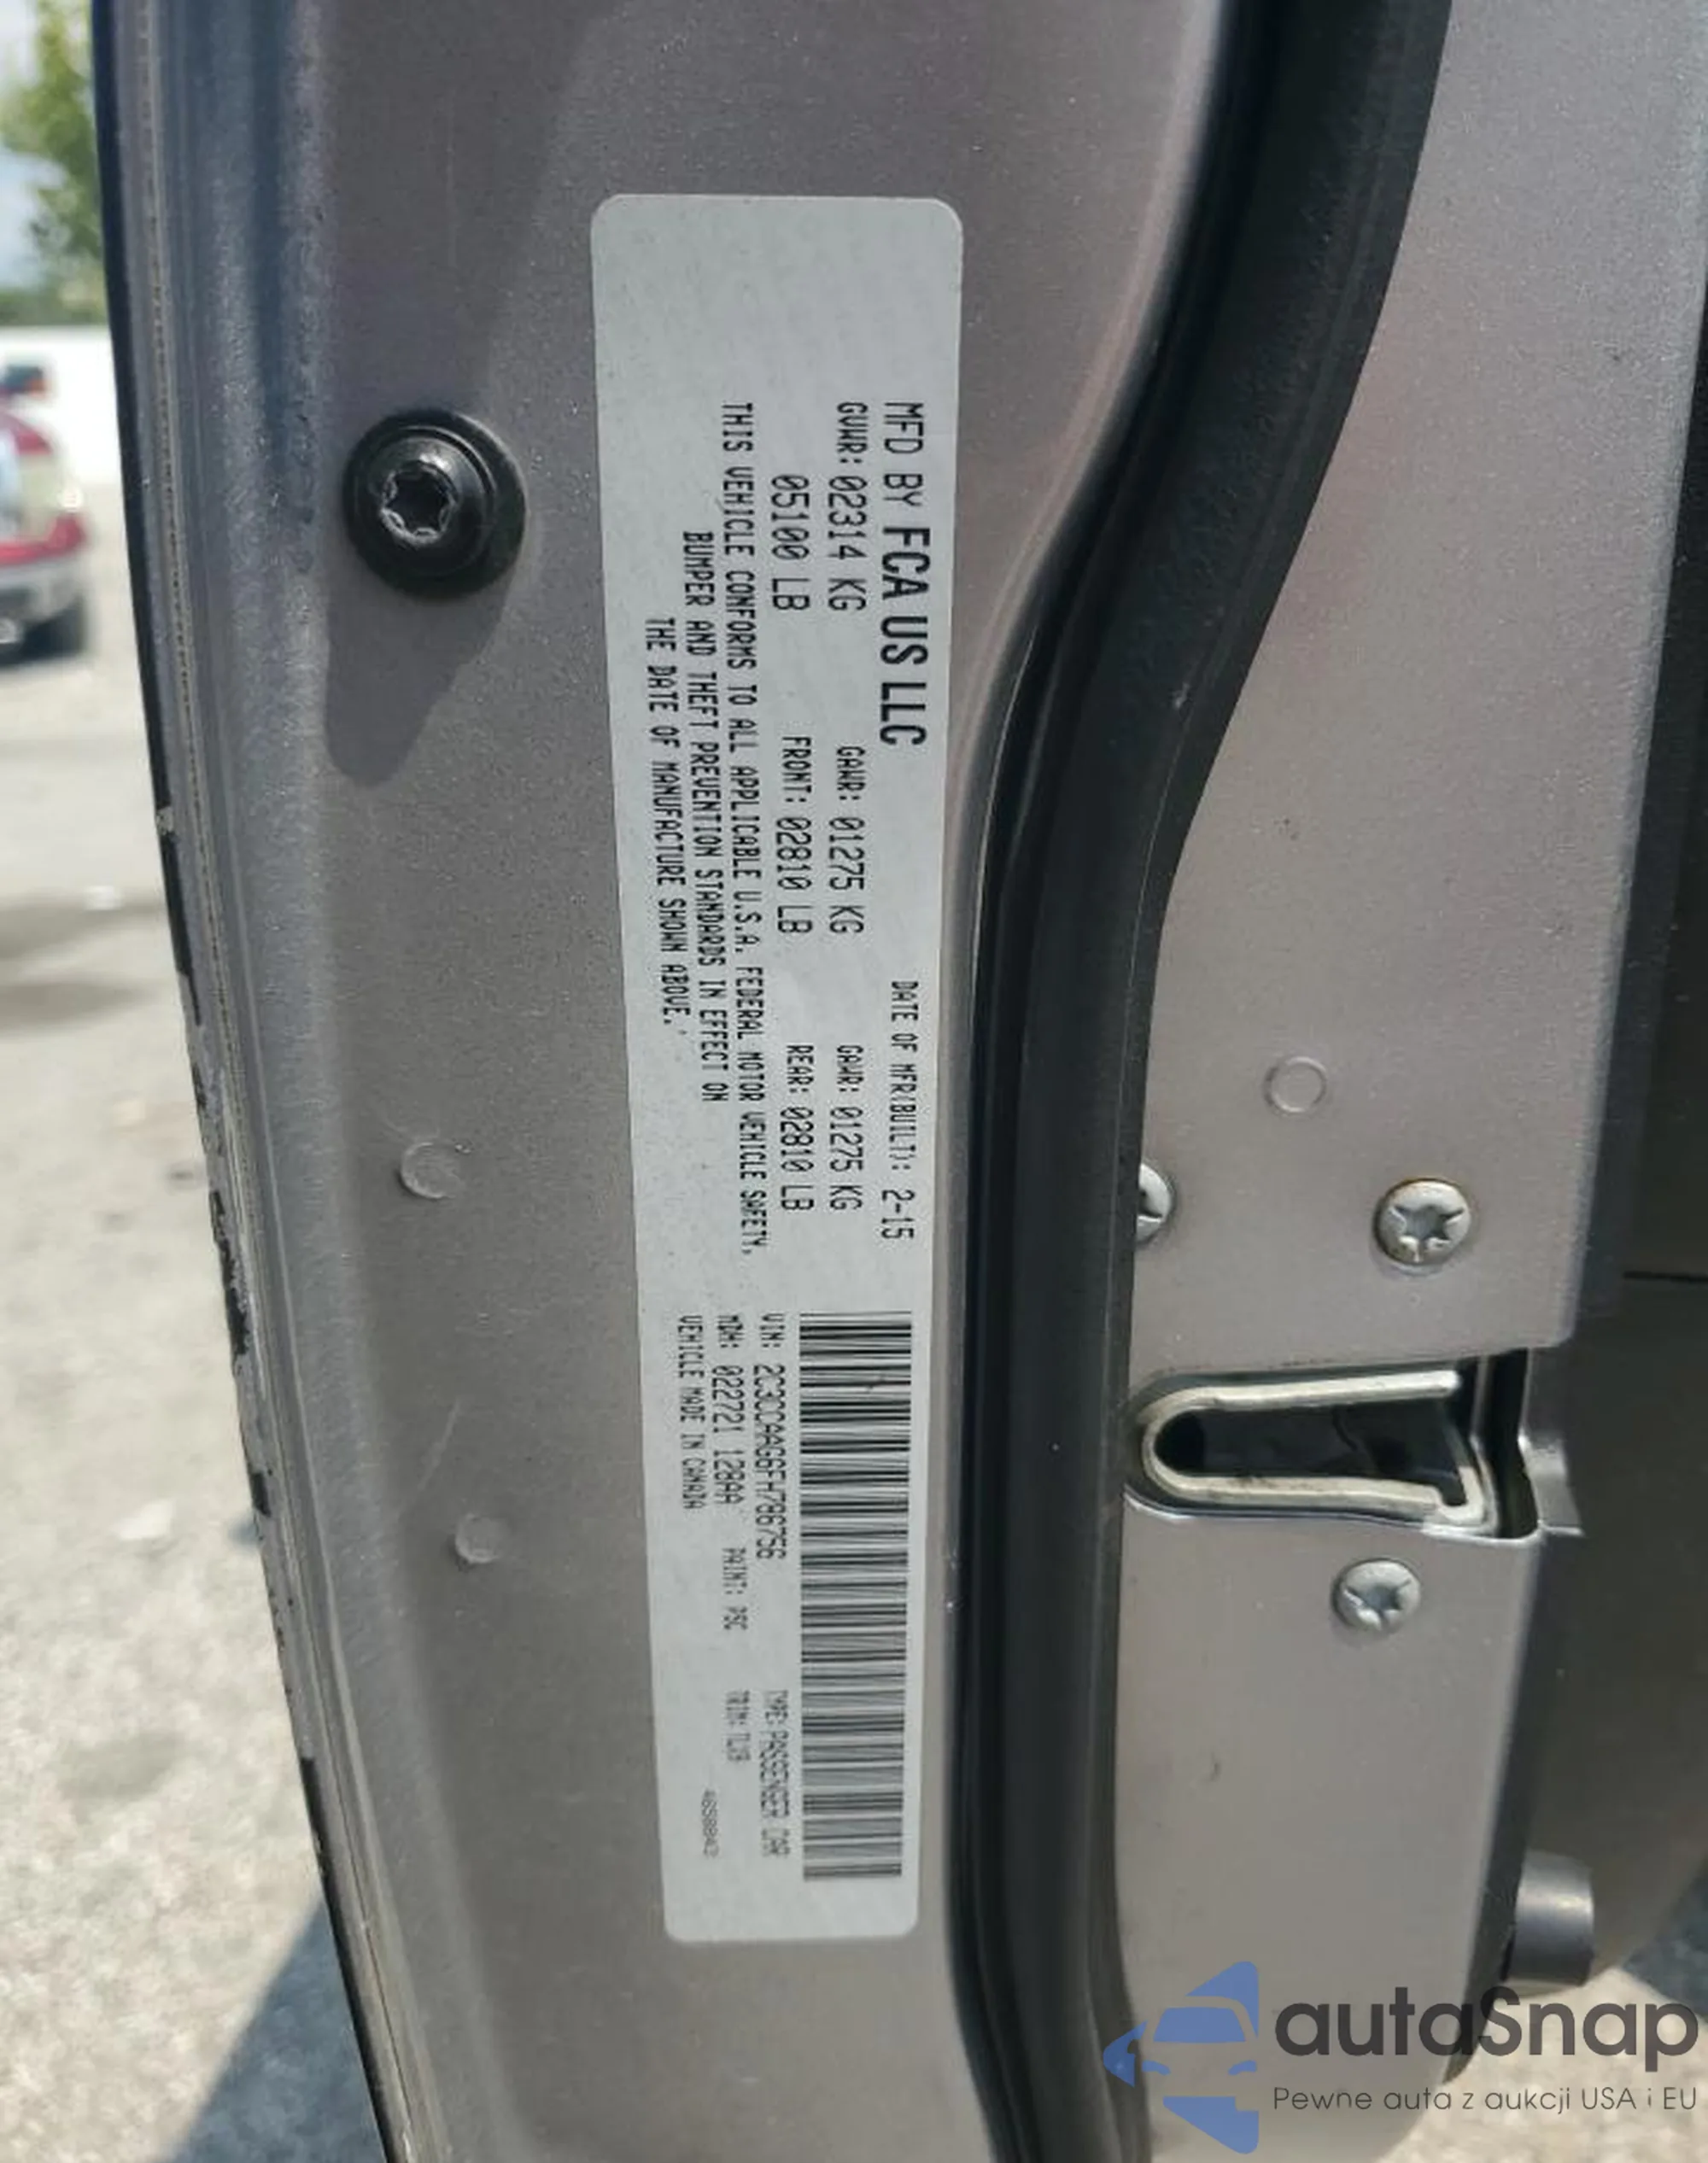 MFD BY FCA US LLC DATE OF MFR(BUILT): 2-15
GVWR: 02314 KG GAWR: 01275 KG GAWR: 01275 KG
05100 LB FRONT: 02810 LB REAR: 02810 LB
THIS VEHICLE CONFORMS TO ALL APPLICABLE U.S.A. FEDERAL MOTOR VEHICLE SAFETY,
BUMPER AND THEFT PREVENTION STANDARDS IN EFFECT ON
THE DATE OF MANUFACTURE SHOWN ABOVE.
VIN: 2C3CCAAG6FH786756 TYPE: PASSENGER CAR
MDH: 022721 128AA PAINT: PSC TRIM:
VEHICLE MADE IN CANADA
autaSnap
Pewne auta z aukcji USA i EU